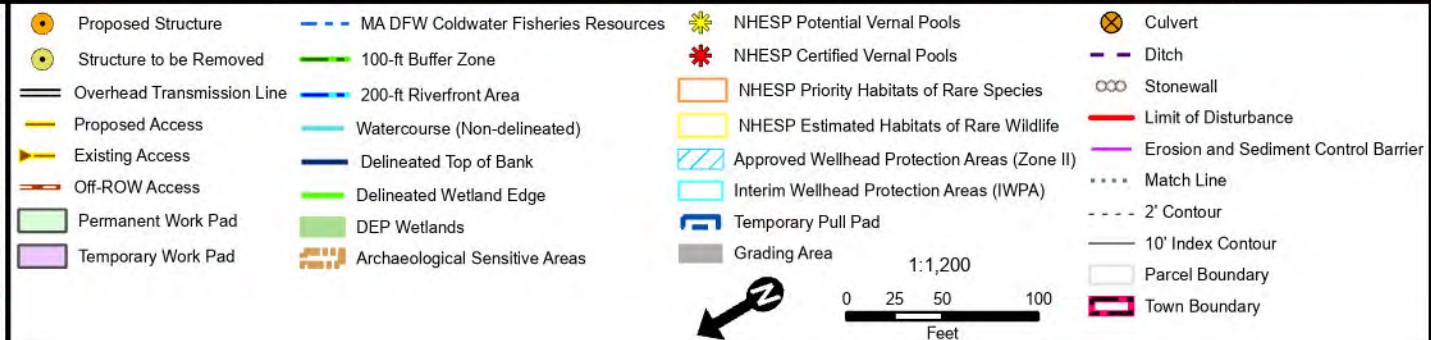 Proposed Structure
Structure to be Removed
Overhead Transmission Line
Proposed Access
Existing Access
Off-ROW Access
Permanent Work Pad
Temporary Work Pad
MA DFW Coldwater Fisheries Resources
100-ft Buffer Zone
200-ft Riverfront Area
Watercourse (Non-delineated)
Delineated Top of Bank
Delineated Wetland Edge
DEP Wetlands
Archaeological Sensitive Areas
NHESP Potential Vernal Pools
NHESP Certified Vernal Pools
NHESP Priority Habitats of Rare Species
NHESP Estimated Habitats of Rare Wildlife
Approved Wellhead Protection Areas (Zone II)
Interim Wellhead Protection Areas (IWPA)
Temporary Pull Pad
Grading Area
N
1:1,200
0 25 50 100
Feet
Culvert
Ditch
Stonewall
Limit of Disturbance
Erosion and Sediment Control Barrier
Match Line
2' Contour
10' Index Contour
Parcel Boundary
Town Boundary